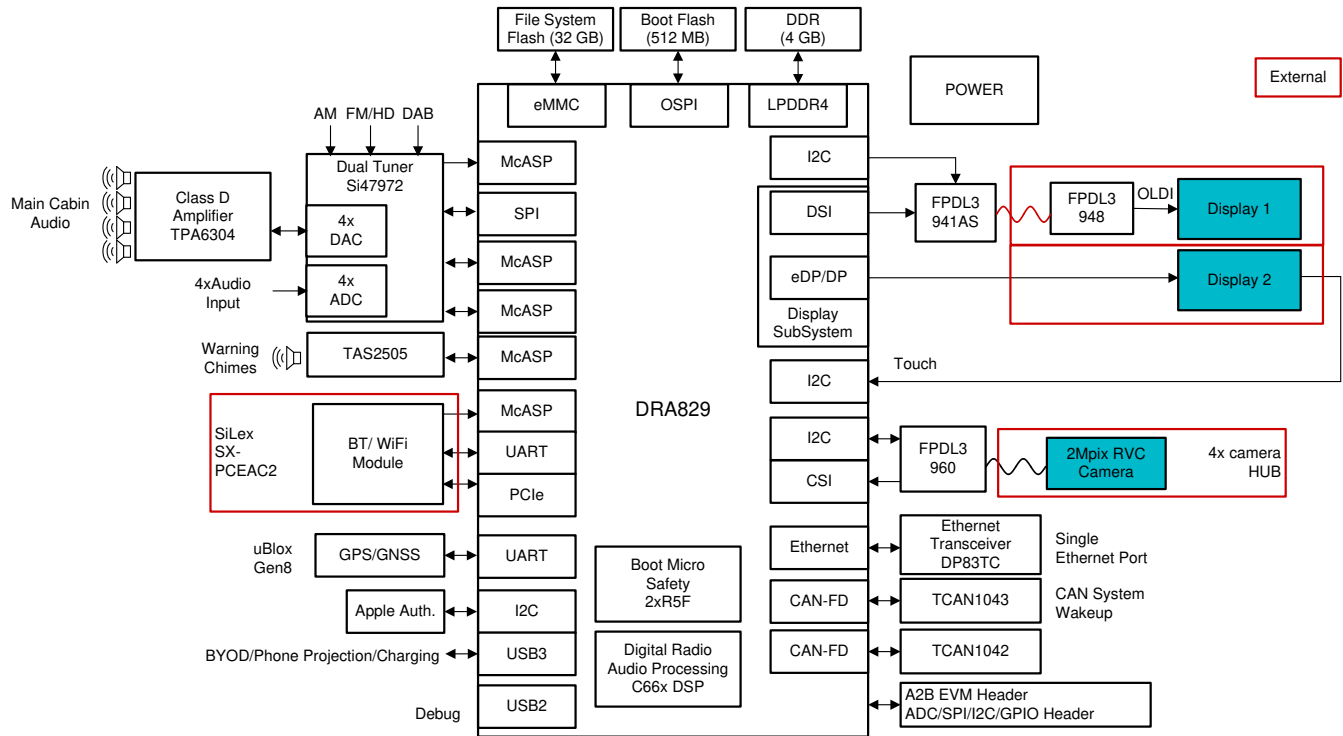 File System
Flash (32 GB)
Boot Flash
(512 MB)
DDR
(4 GB)
eMMC
OSPI
LPDDR4
POWER
External
AM
FM/HD
DAB
Dual Tuner
Si47972
4x
DAC
4x
ADC
Main Cabin
Audio
Class D
Amplifier
TPA6304
4xAudio
Input
Warning
Chimes
TAS2505
SiLex
SX-
PCEAC2
BT/ WiFi
Module
uBlox
Gen8
GPS/GNSS
Apple Auth.
BYOD/Phone Projection/Charging
Debug
McASP
SPI
McASP
McASP
McASP
McASP
UART
PCIe
UART
I2C
USB3
USB2
DRA829
Boot Micro
Safety
2xR5F
Digital Radio
Audio Processing
C66x DSP
I2C
DSI
eDP/DP
Display
SubSystem
I2C
I2C
CSI
Ethernet
CAN-FD
CAN-FD
FPDL3
941AS
FPDL3
948
OLDI
Display 1
Display 2
Touch
FPDL3
960
2Mpix RVC
Camera
4x camera
HUB
Ethernet
Transceiver
DP83TC
Single
Ethernet Port
TCAN1043
CAN System
Wakeup
TCAN1042
A2B EVM Header
ADC/SPI/I2C/GPIO Header